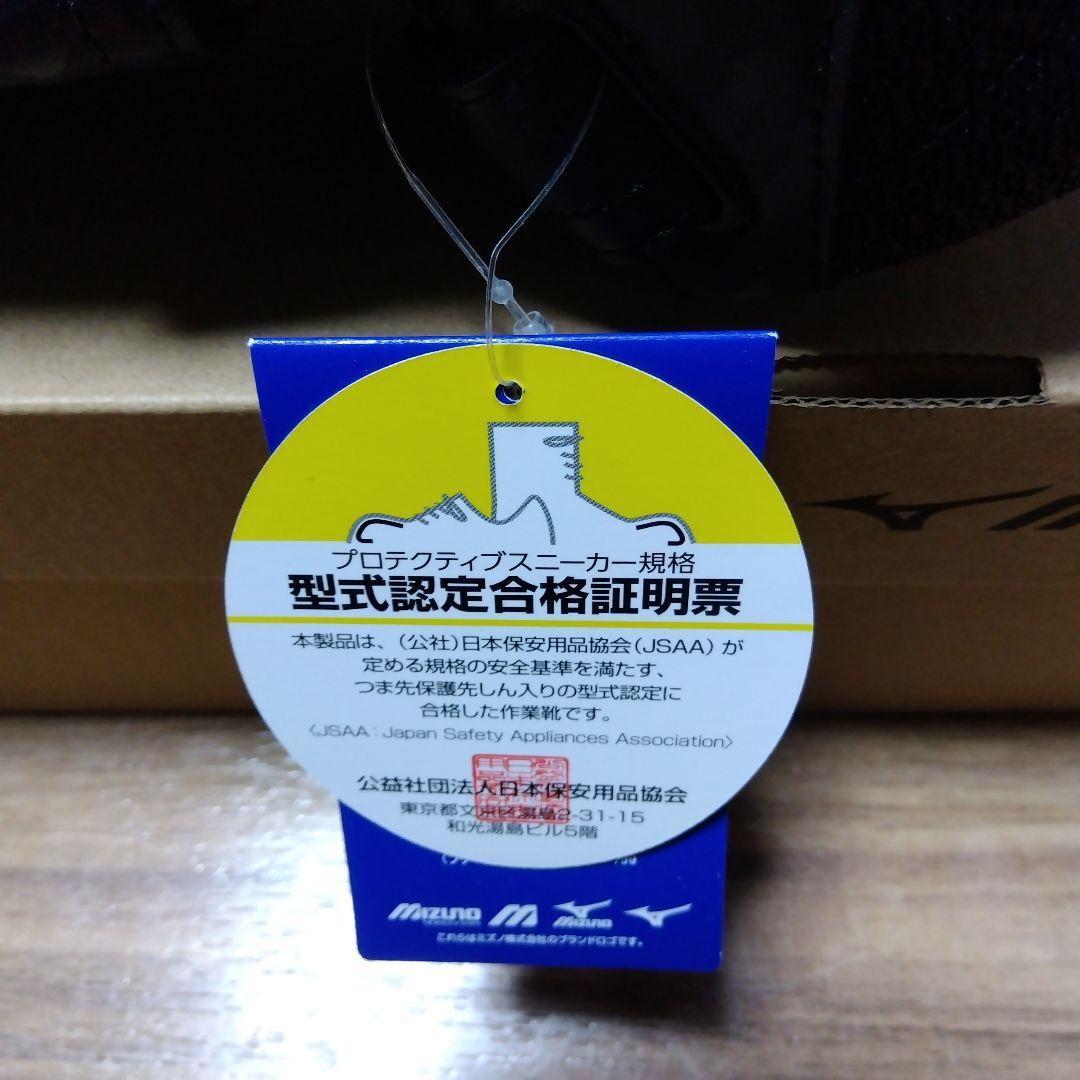 プロテクティブスニーカー規格
型式認定合格証明票
本製品は、(公社)日本保安用品協会(JSAA)が
定める規格の安全基準を満たす、
つま先保護先しん入りの型式認定に
合格した作業靴です。
〈JSAA:Japan Safety Appliances Association〉
公益社団法人日本保安用品協会
東京都文京区湯島2-31-15
和光湯島ビル5階
MIZUNO
MIZUNO
これらはミズノ株式会社のブランドロゴです。